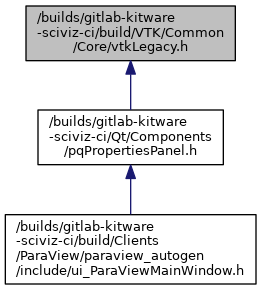 /builds/gitlab-kitware
-sciviz-ci/build/VTK/Common
/Core/vtkLegacy.h
/builds/gitlab-kitware
-sciviz-ci/Qt/Components
/pqPropertiesPanel.h
/builds/gitlab-kitware
-sciviz-ci/build/Clients
/ParaView/paraview_autogen
/include/ui_ParaViewMainWindow.h